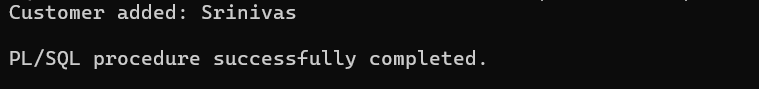 Customer added: Srinivas
PL/SQL procedure successfully completed.